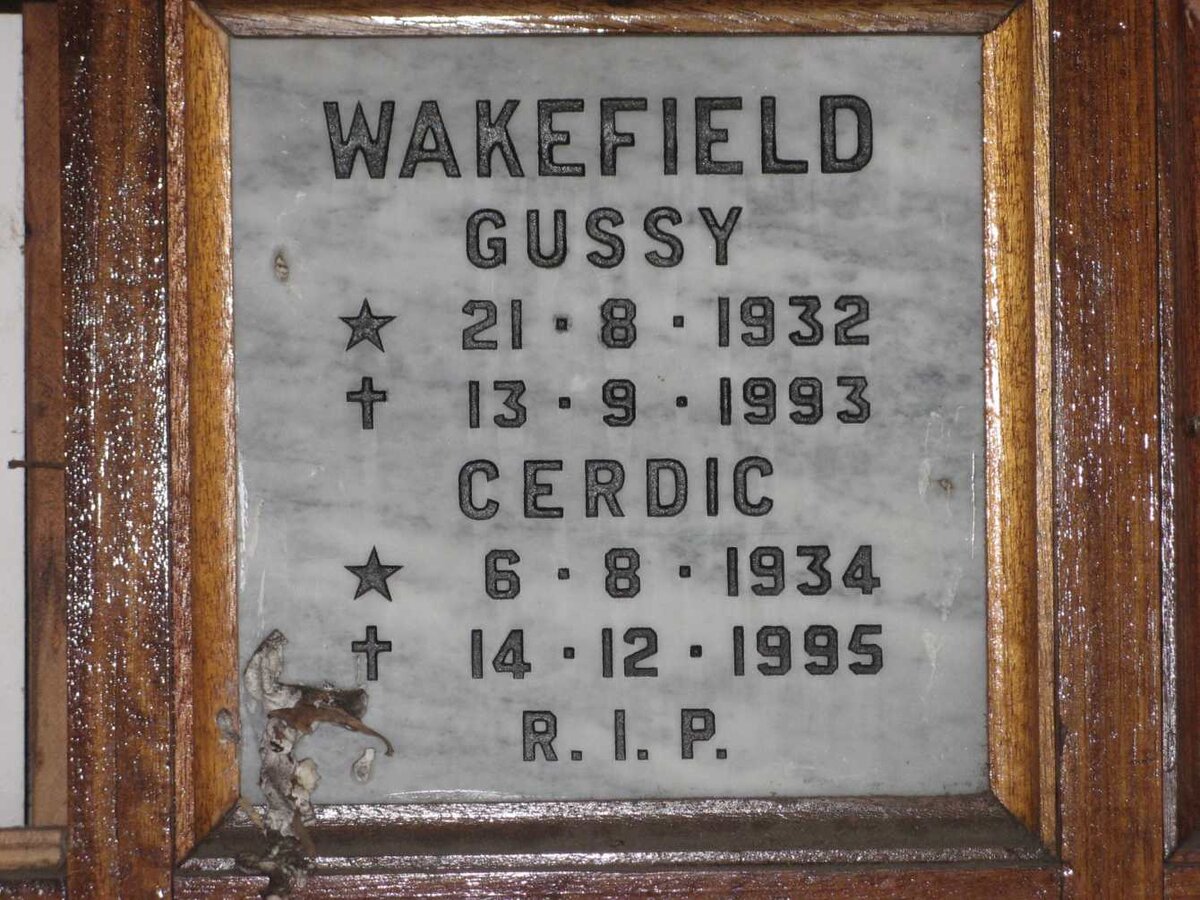 WAKEFIELD
GUSSY
★ 21 · 8 · 1932
✝ 13 · 9 · 1993
CERDIC
★ 6 · 8 · 1934
✝ 14 · 12 · 1995
R. I. P.